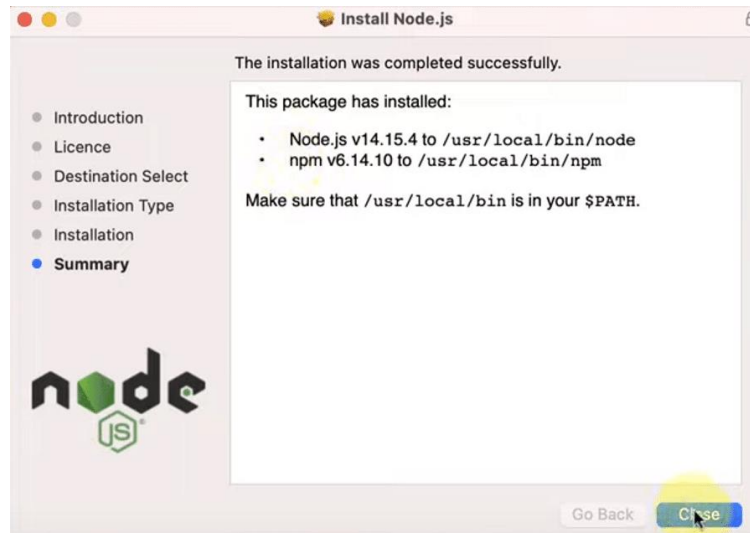 Install Node.js
The installation was completed successfully.
Introduction
Licence
Destination Select
Installation Type
Installation
Summary
This package has installed:
• Node.js v14.15.4 to /usr/local/bin/node
• npm v6.14.10 to /usr/local/bin/npm
Make sure that /usr/local/bin is in your $PATH.
node
JS
Go Back
Close